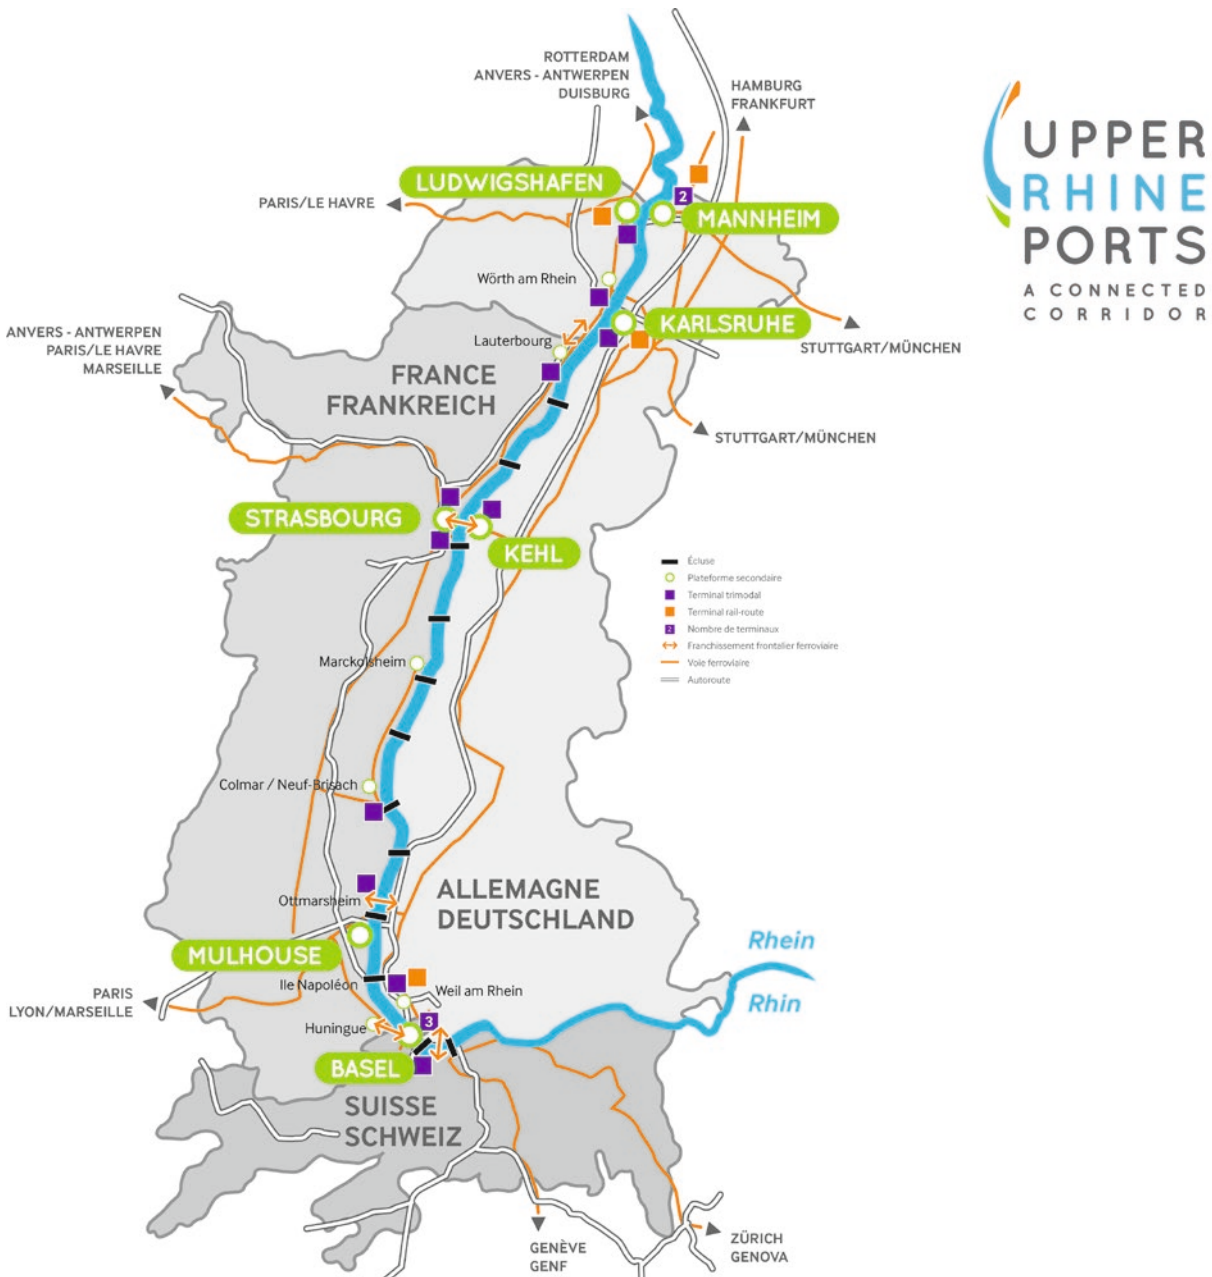 ROTTERDAM
ANVERS - ANTWERPEN
DUISBURG
HAMBURG
FRANKFURT
UPPER
RHINE
PORTS
A CONNECTED
CORRIDOR
LUDWIGSHAFEN
PARIS/LE HAVRE
2
MANNHEIM
Wörth am Rhein
KARLSRUHE
STUTTGART/MÜNCHEN
ANVERS - ANTWERPEN
PARIS/LE HAVRE
MARSEILLE
Lauterbourg
FRANCE
FRANKREICH
STUTTGART/MÜNCHEN
STRASBOURG
KEHL
Écluse
Plateforme secondaire
Terminal trimodal
Terminal rail-route
2 Nombre de terminaux
Franchissement frontalier ferroviaire
Voie ferroviaire
Autoroute
Marckolsheim
Colmar / Neuf-Brisach
Ottmarsheim
ALLEMAGNE
DEUTSCHLAND
MULHOUSE
Rhein
Rhin
Ile Napoléon
Weil am Rhein
PARIS
LYON/MARSEILLE
Huningue
3
BASEL
SUISSE
SCHWEIZ
GENÈVE
GENF
ZÜRICH
GENOVA